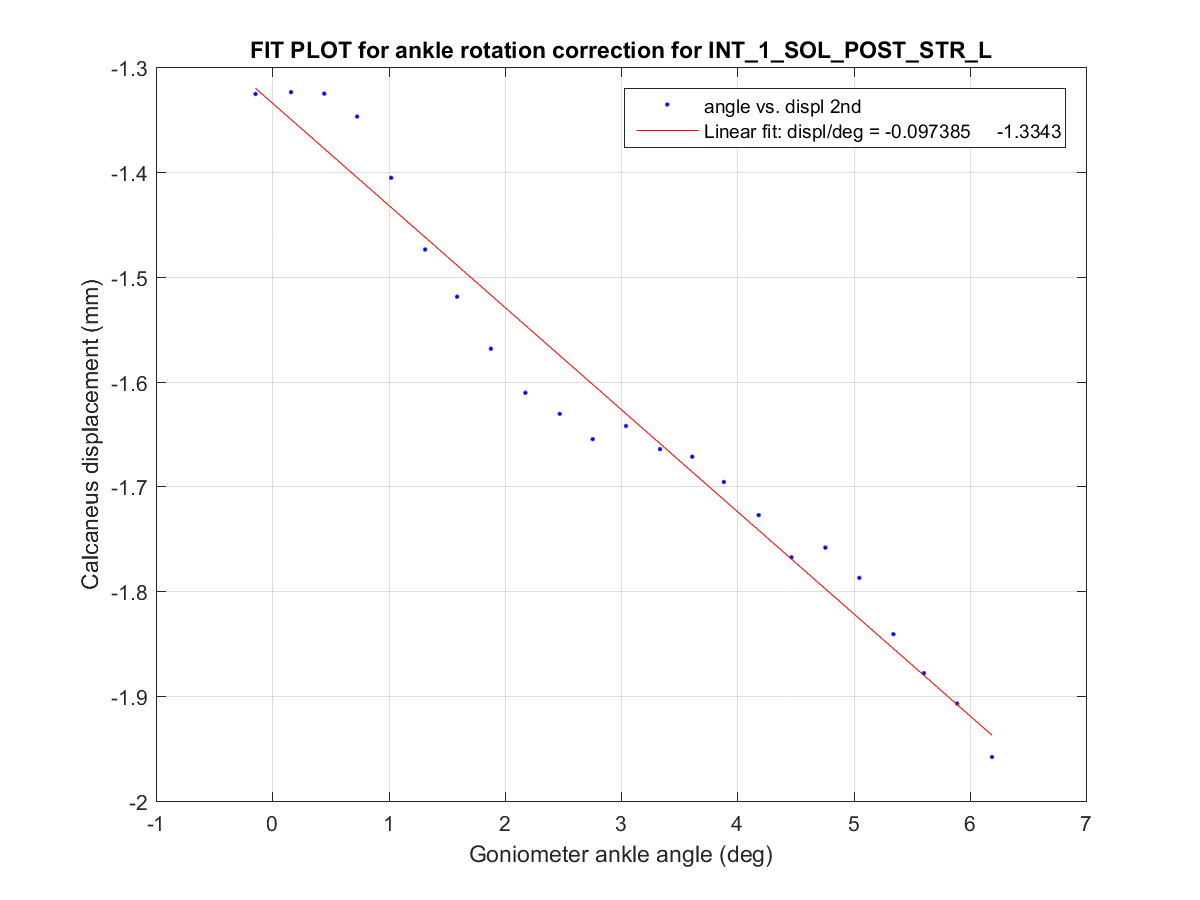 FIT PLOT for ankle rotation correction for INT_1_SOL_POST_STR_L
angle vs. displ 2nd
Linear fit: displ/deg = -0.097385 -1.3343
-1.3
-1.4
-1.5
-1.6
-1.7
-1.8
-1.9
-2
Calcaneus displacement (mm)
-1 0 1 2 3 4 5 6 7
Goniometer ankle angle (deg)